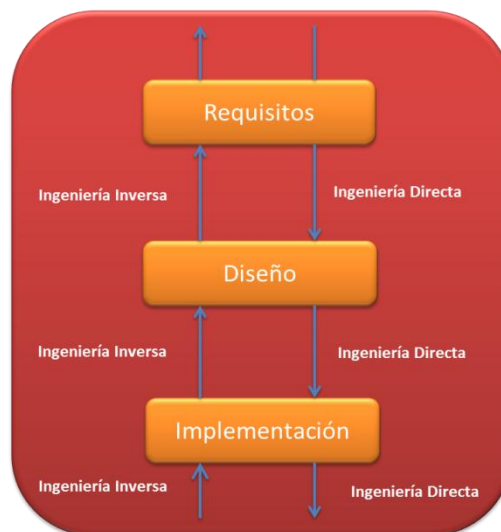 Requisitos
Ingeniería Inversa
Ingeniería Directa
Diseño
Ingeniería Inversa
Ingeniería Directa
Implementación
Ingeniería Inversa
Ingeniería Directa